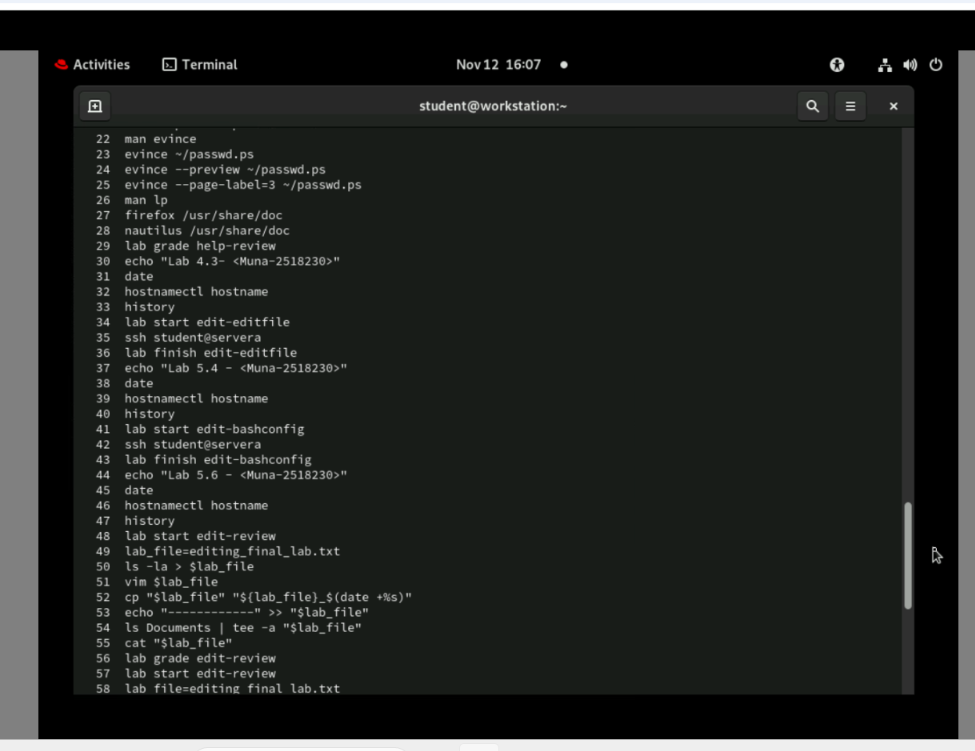 Activities Terminal Nov 12 16:07
student@workstation:~
22 man evince
23 evince ~/passwd.ps
24 evince --preview ~/passwd.ps
25 evince --page-label=3 ~/passwd.ps
26 man lp
27 firefox /usr/share/doc
28 nautilus /usr/share/doc
29 lab grade help-review
30 echo "Lab 4.3- <Muna-2518230>"
31 date
32 hostnamectl hostname
33 history
34 lab start edit-editfile
35 ssh student@servera
36 lab finish edit-editfile
37 echo "Lab 5.4 - <Muna-2518230>"
38 date
39 hostnamectl hostname
40 history
41 lab start edit-bashconfig
42 ssh student@servera
43 lab finish edit-bashconfig
44 echo "Lab 5.6 - <Muna-2518230>"
45 date
46 hostnamectl hostname
47 history
48 lab start edit-review
49 lab_file=editing_final_lab.txt
50 ls -la > $lab_file
51 vim $lab_file
52 cp "$lab_file" "${lab_file}_$(date +%s)"
53 echo "------------" >> "$lab_file"
54 ls Documents | tee -a "$lab_file"
55 cat "$lab_file"
56 lab grade edit-review
57 lab start edit-review
58 lab file=editing final lab.txt